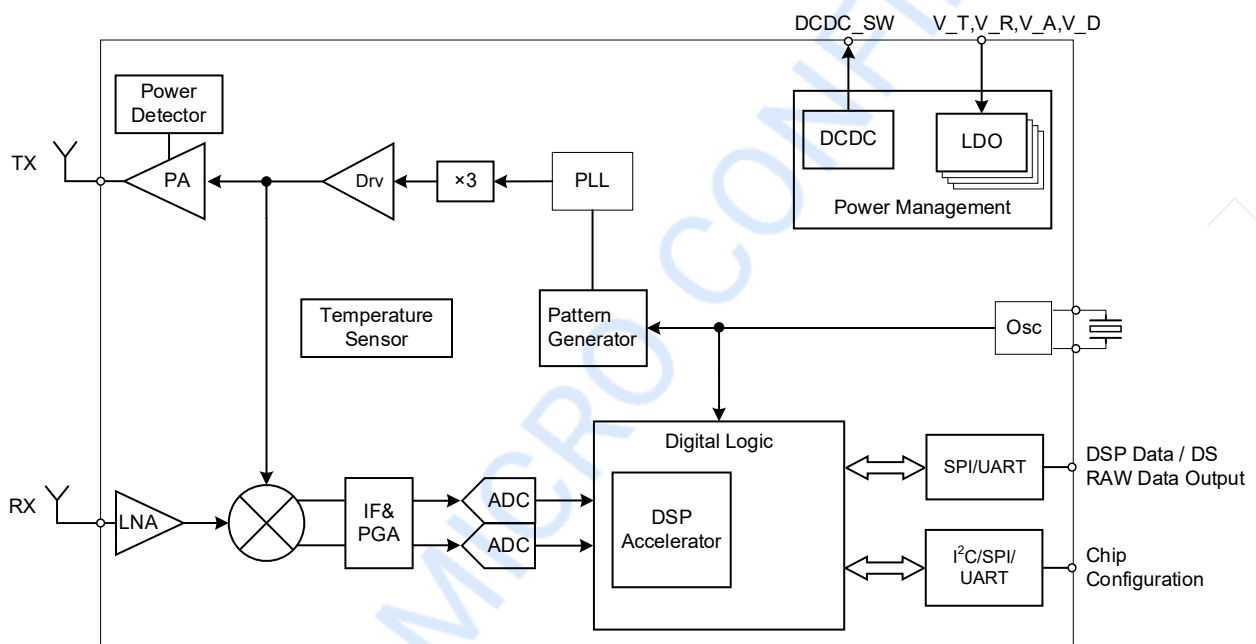 DCDC_SW
V_T,V_R,V_A,V_D
Power
Detector
DCDC
LDO
Power Management
TX
PA
Drv
×3
PLL
Temperature
Sensor
Pattern
Generator
Osc
Digital Logic
RX
LNA
IF&
PGA
ADC
ADC
DSP
Accelerator
SPI/UART
DSP Data / DS
RAW Data Output
I²C/SPI/
UART
Chip
Configuration
MICRO CONFI